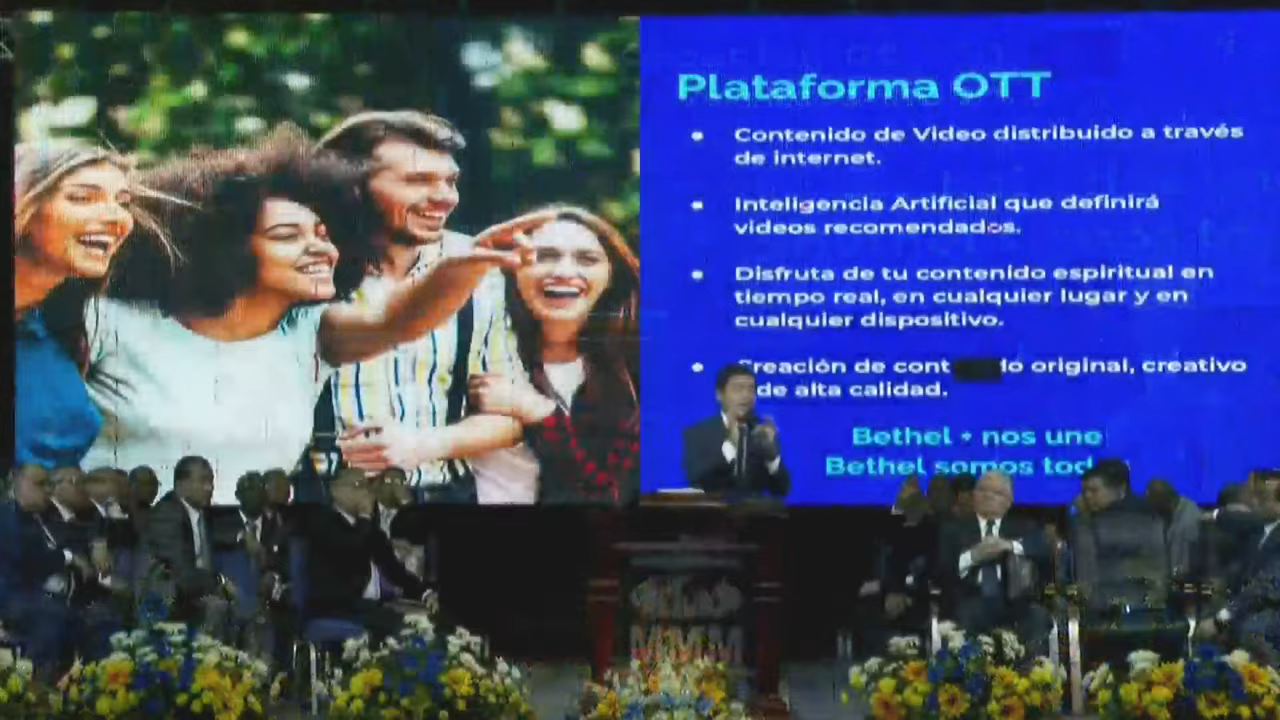 Plataforma OTT
• Contenido de Video distribuido a través
de internet.
• Inteligencia Artificial que definirá
videos recomendados.
• Disfruta de tu contenido espiritual en
tiempo real, en cualquier lugar y en
cualquier dispositivo.
• original, creativo
de alta calidad.
Bethel + nos une
Bethel somos
MMM